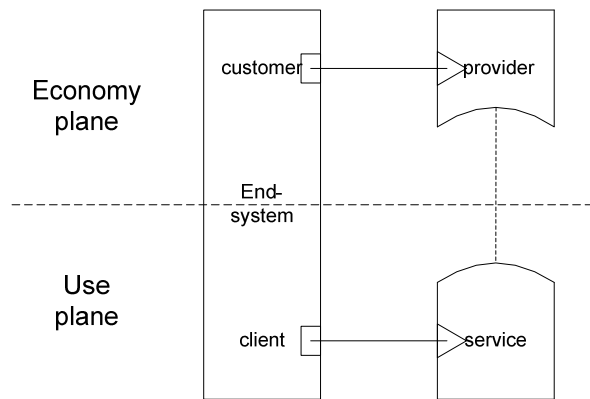 customer
provider
Economy
plane
End-
system
Use
plane
client
service